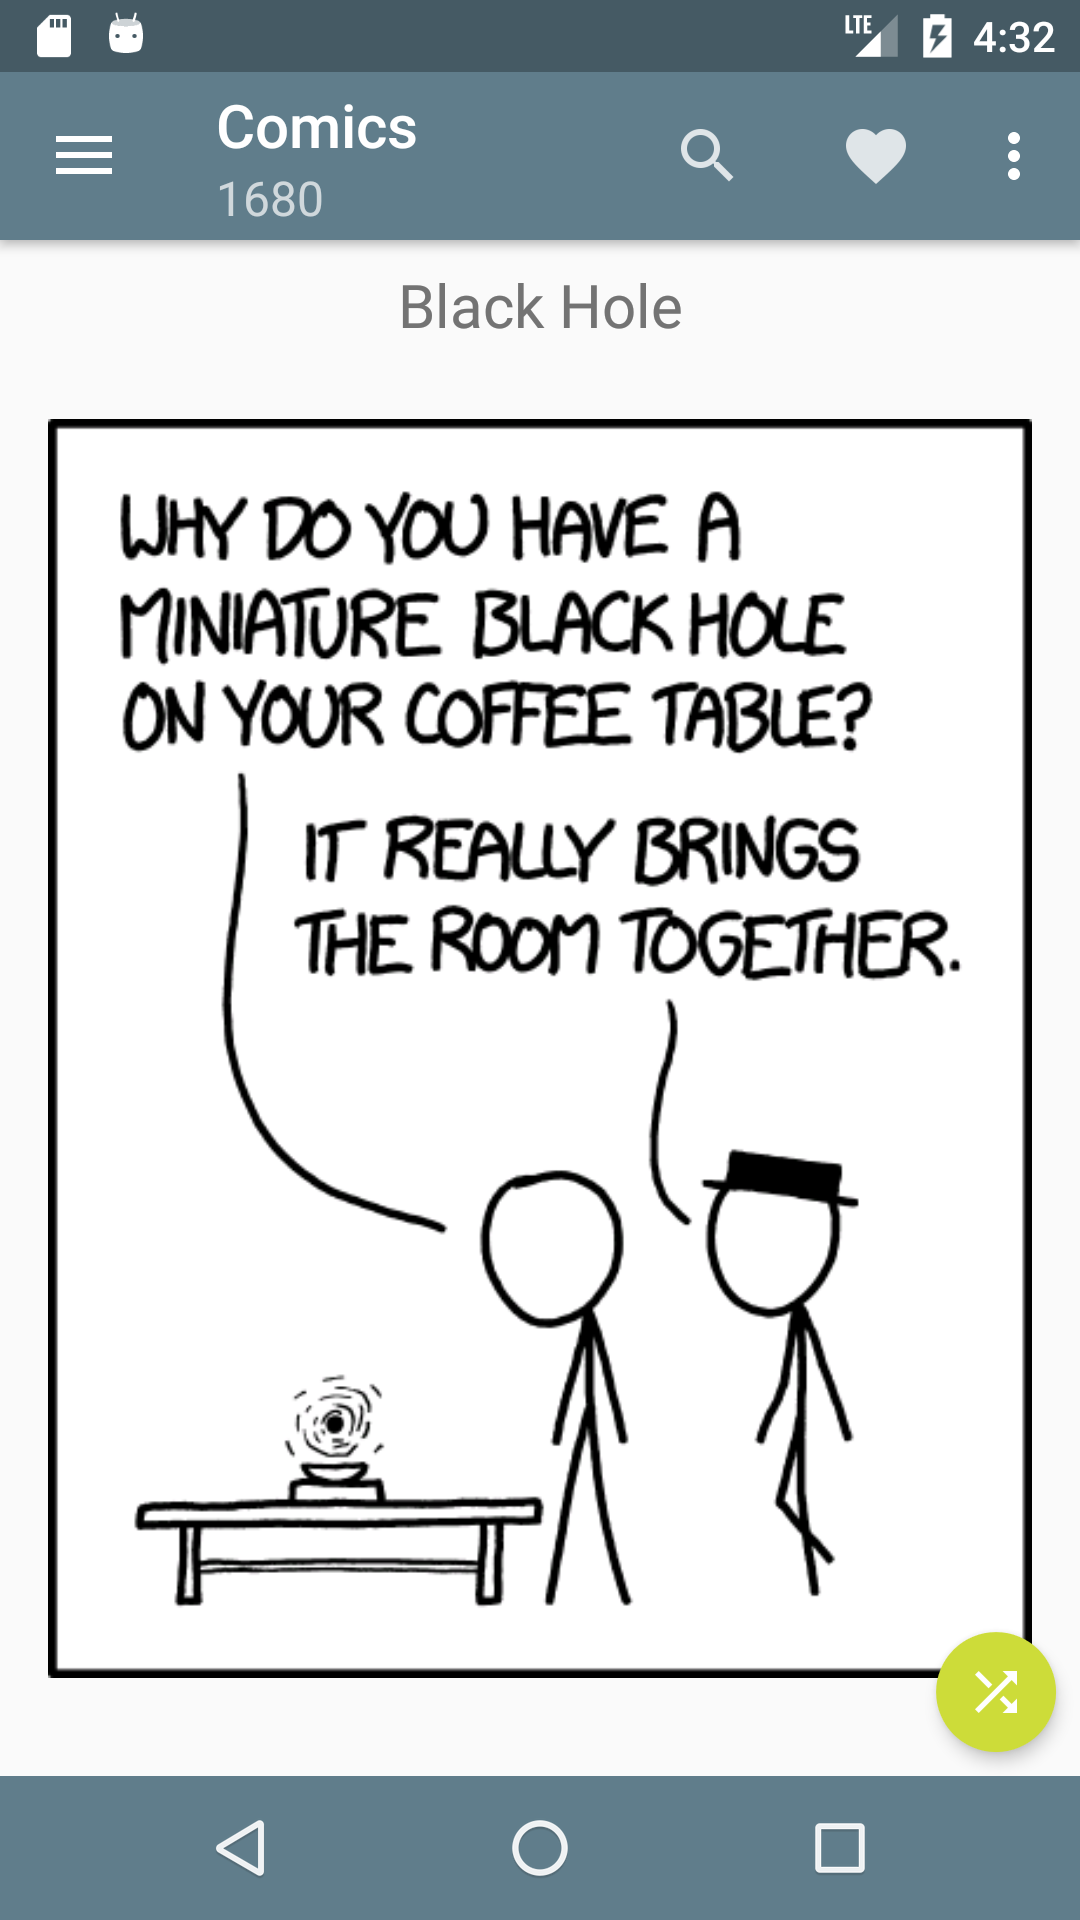 LTE 4:32
Comics
1680
Black Hole
WHY DO YOU HAVE A
MINIATURE BLACK HOLE
ON YOUR COFFEE TABLE?
IT REALLY BRINGS
THE ROOM TOGETHER.